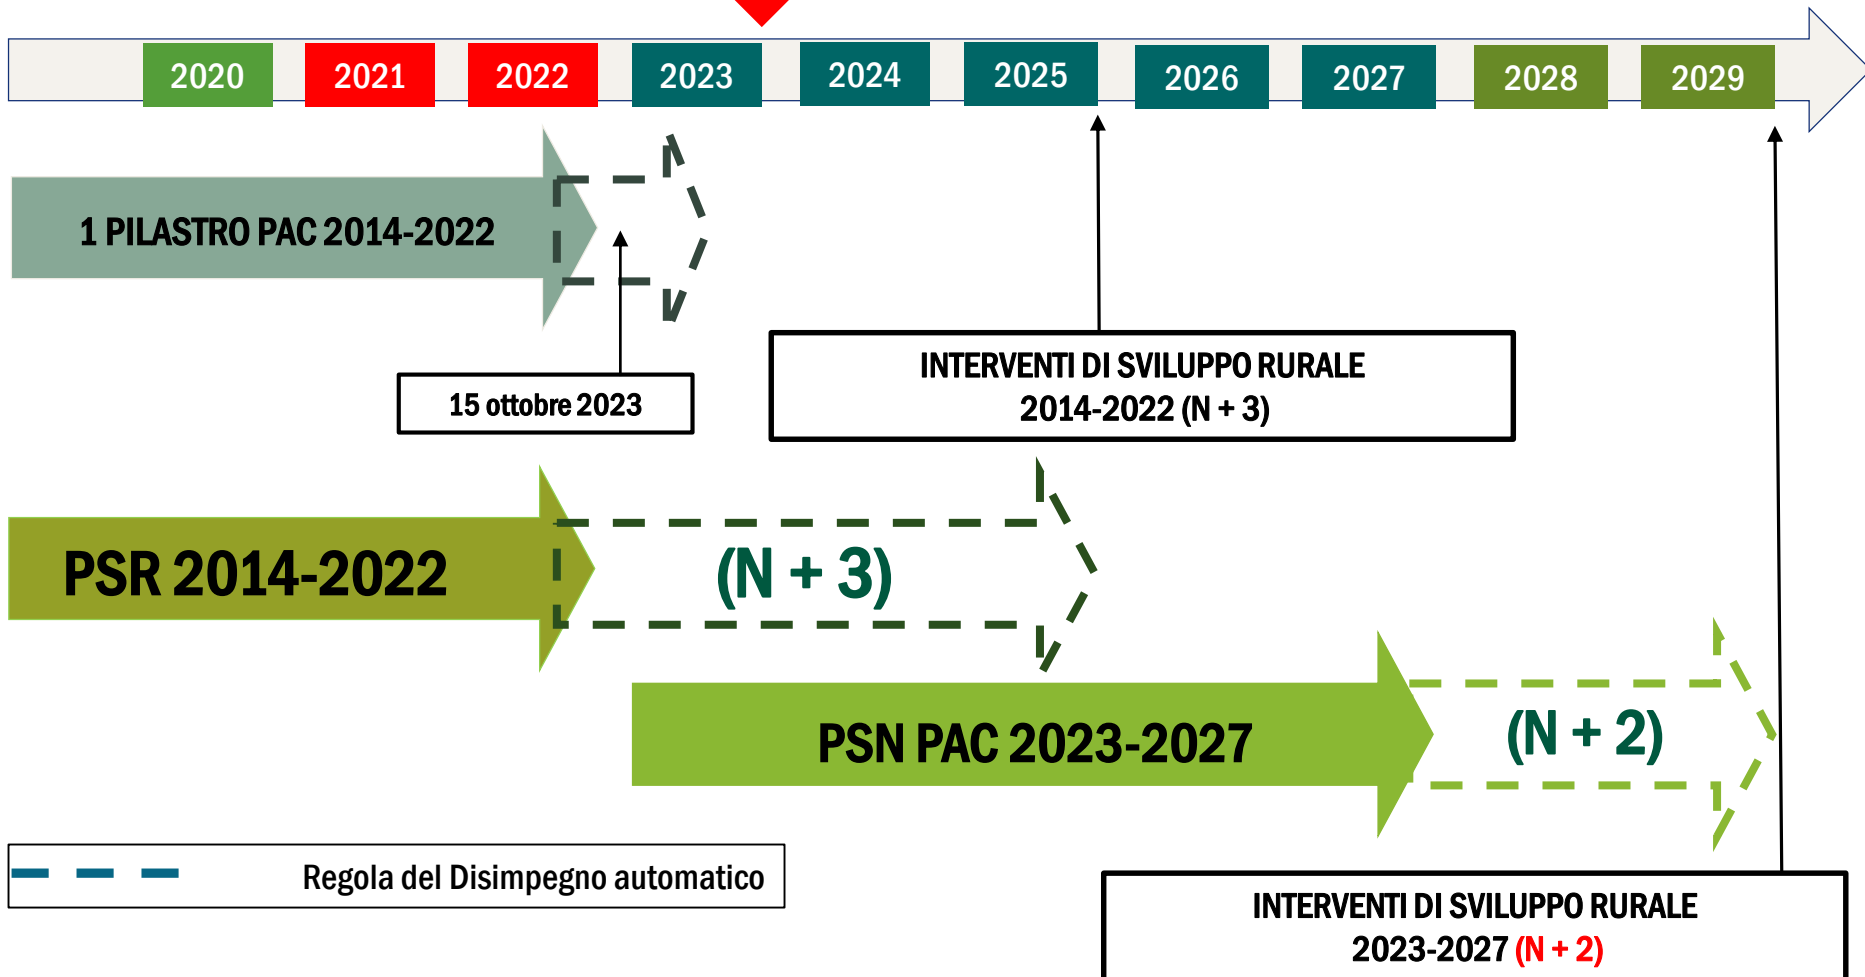 2020 2021 2022 2023 2024 2025 2026 2027 2028 2029
1 PILASTRO PAC 2014-2022
15 ottobre 2023
INTERVENTI DI SVILUPPO RURALE
2014-2022 (N + 3)
PSR 2014-2022
(N + 3)
PSN PAC 2023-2027
(N + 2)
Regola del Disimpegno automatico
INTERVENTI DI SVILUPPO RURALE
2023-2027 (N + 2)